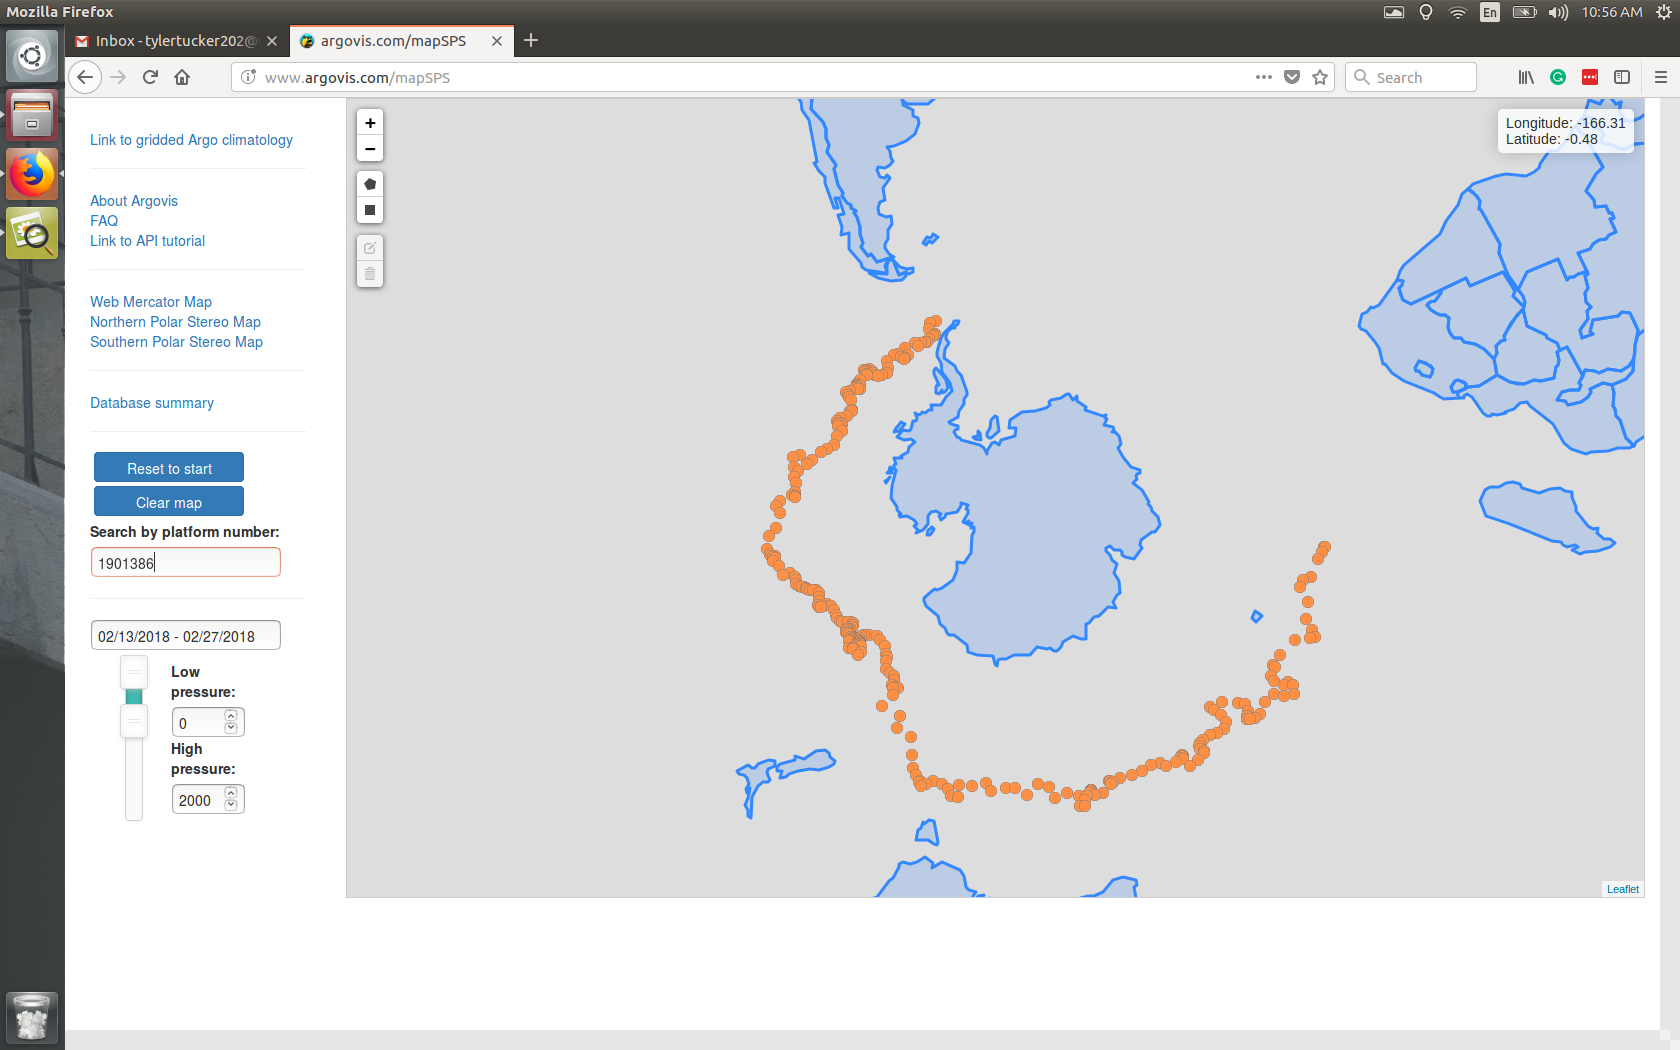 Mozilla Firefox
En
10:56 AM
Inbox - tylertucker202@
argovis.com/mapSPS
www.argovis.com/mapSPS
Search
Link to gridded Argo climatology
About Argovis
FAQ
Link to API tutorial
Web Mercator Map
Northern Polar Stereo Map
Southern Polar Stereo Map
Database summary
Reset to start
Clear map
Search by platform number:
1901386
02/13/2018 - 02/27/2018
Low
pressure:
0
High
pressure:
2000
+
−
Longitude: -166.31
Latitude: -0.48
Leaflet